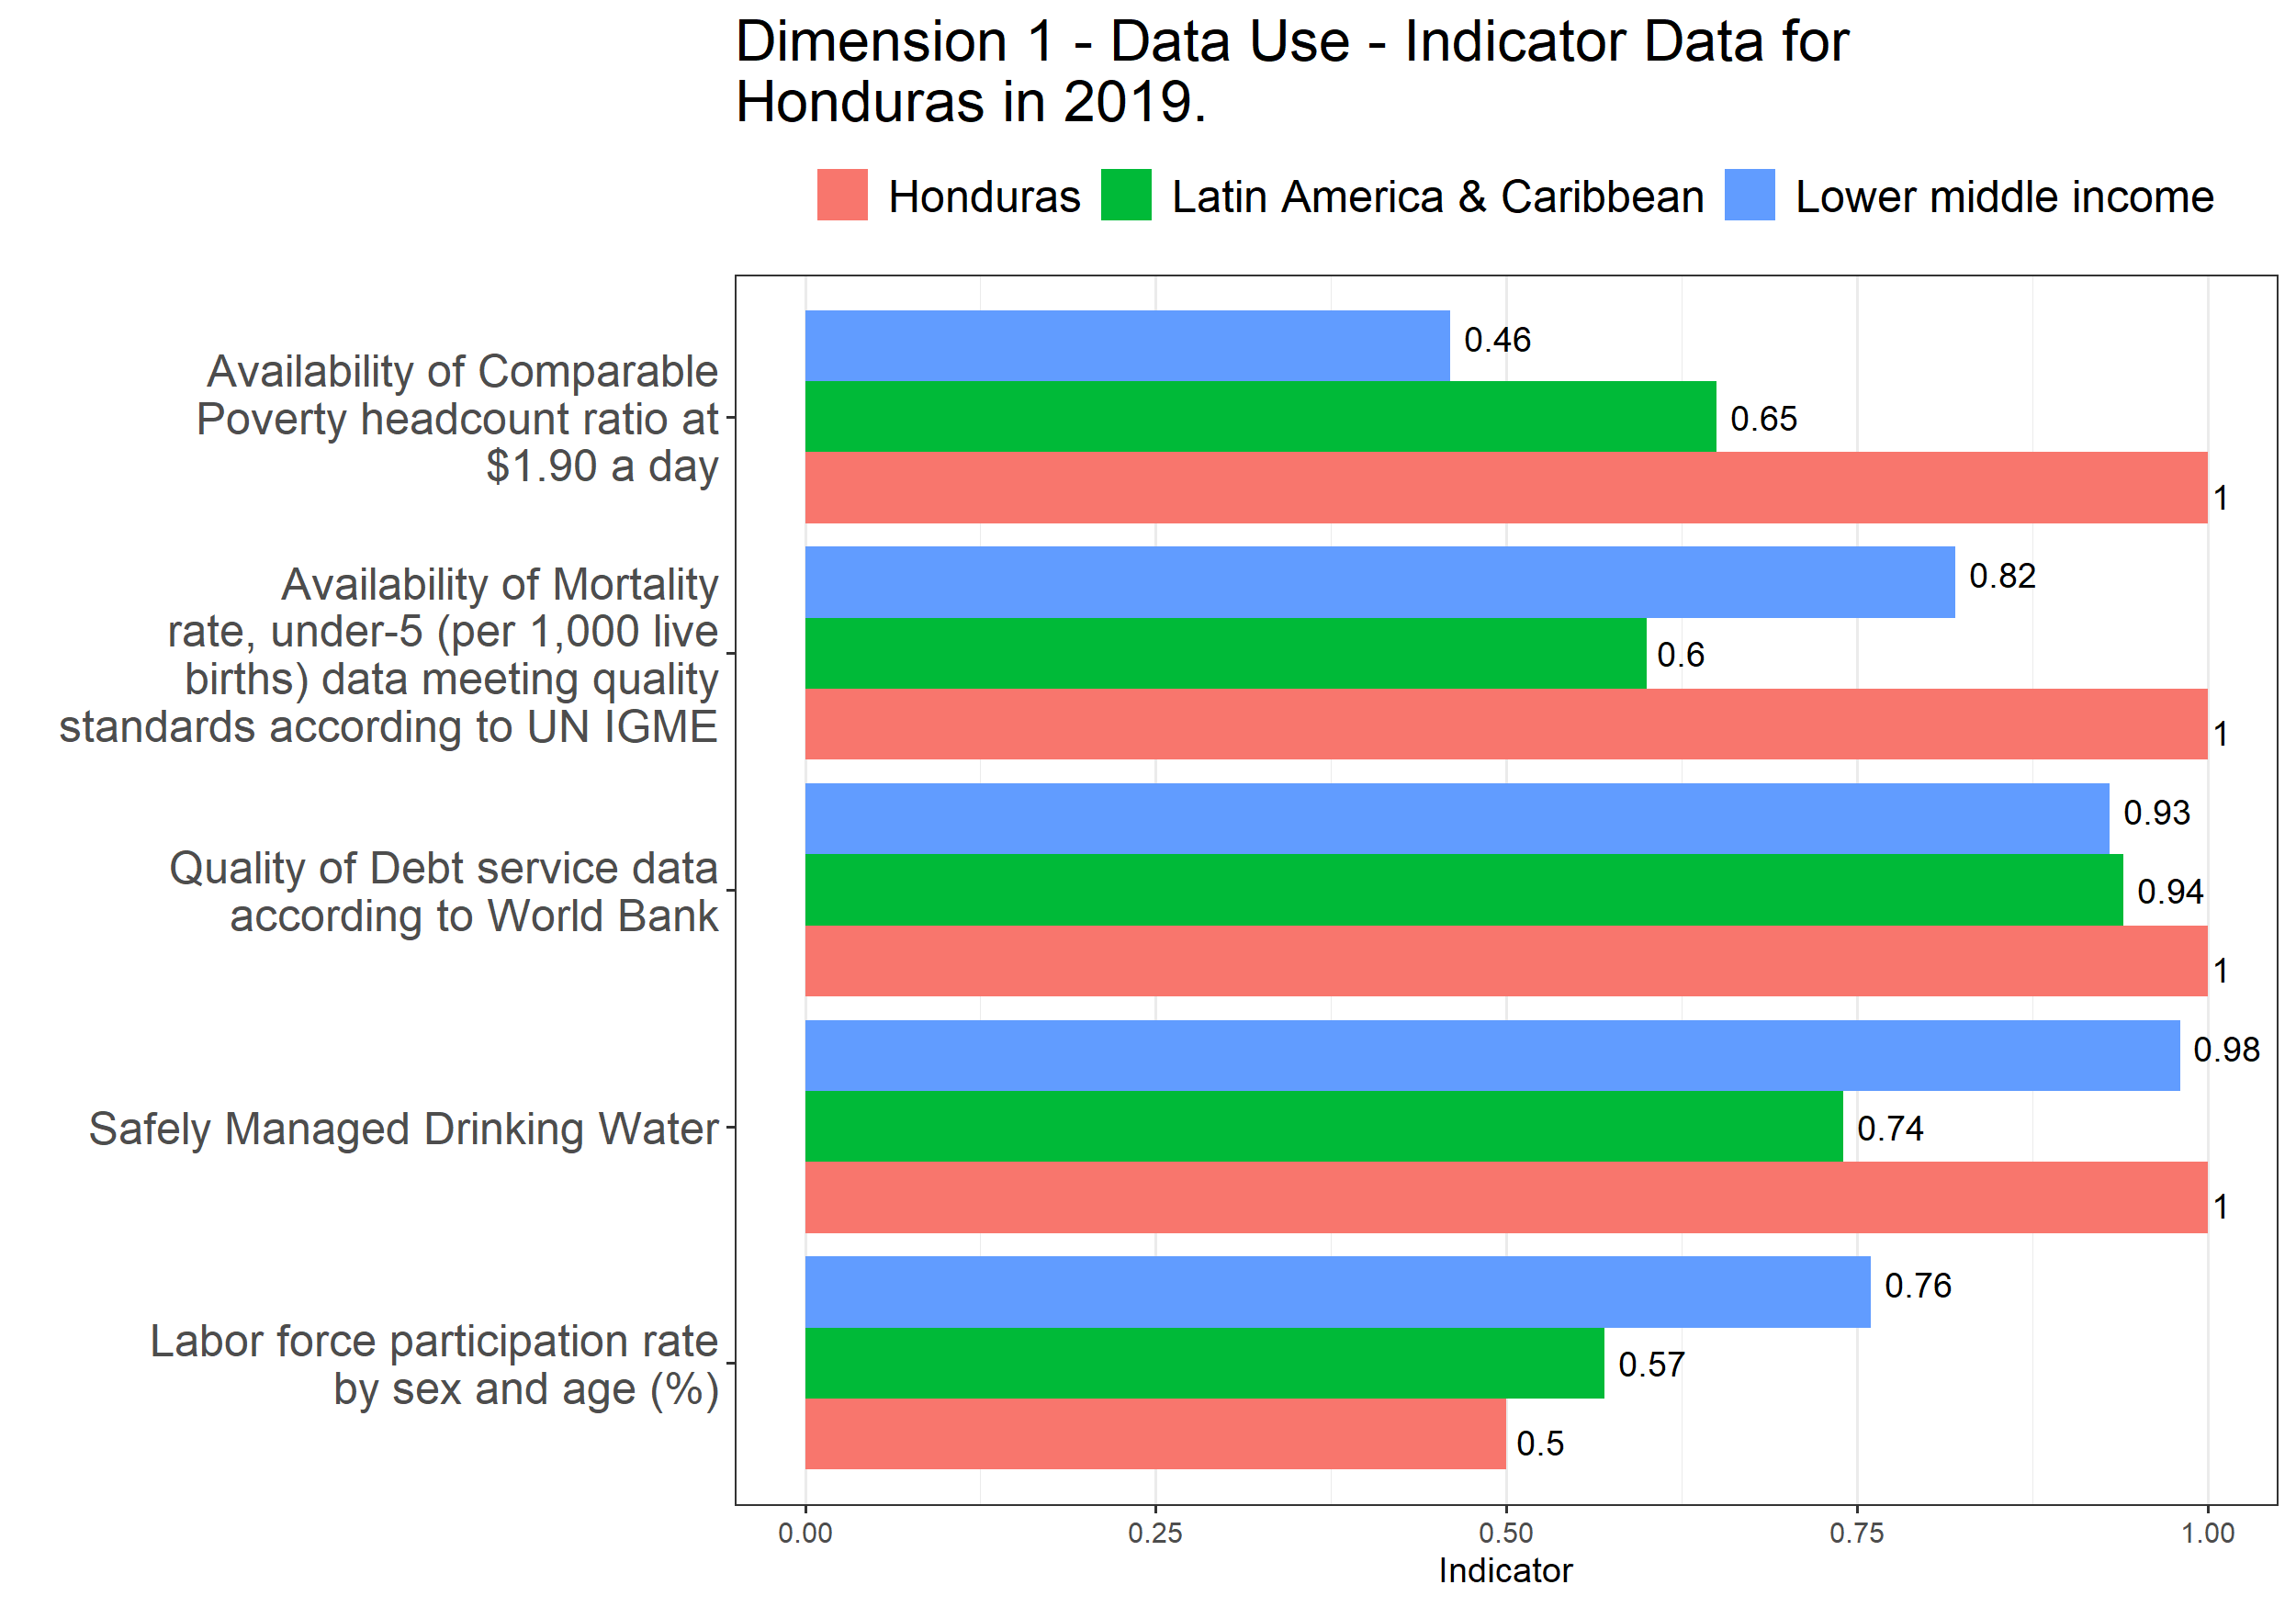 Dimension 1 - Data Use - Indicator Data for
Honduras in 2019.
Honduras
Latin America & Caribbean
Lower middle income
Availability of Comparable
Poverty headcount ratio at
$1.90 a day
0.46
0.65
1
Availability of Mortality
rate, under-5 (per 1,000 live
births) data meeting quality
standards according to UN IGME
0.82
0.6
1
Quality of Debt service data
according to World Bank
0.93
0.94
1
Safely Managed Drinking Water
0.98
0.74
1
Labor force participation rate
by sex and age (%)
0.76
0.57
0.5
0.00
0.25
0.50
0.75
1.00
Indicator